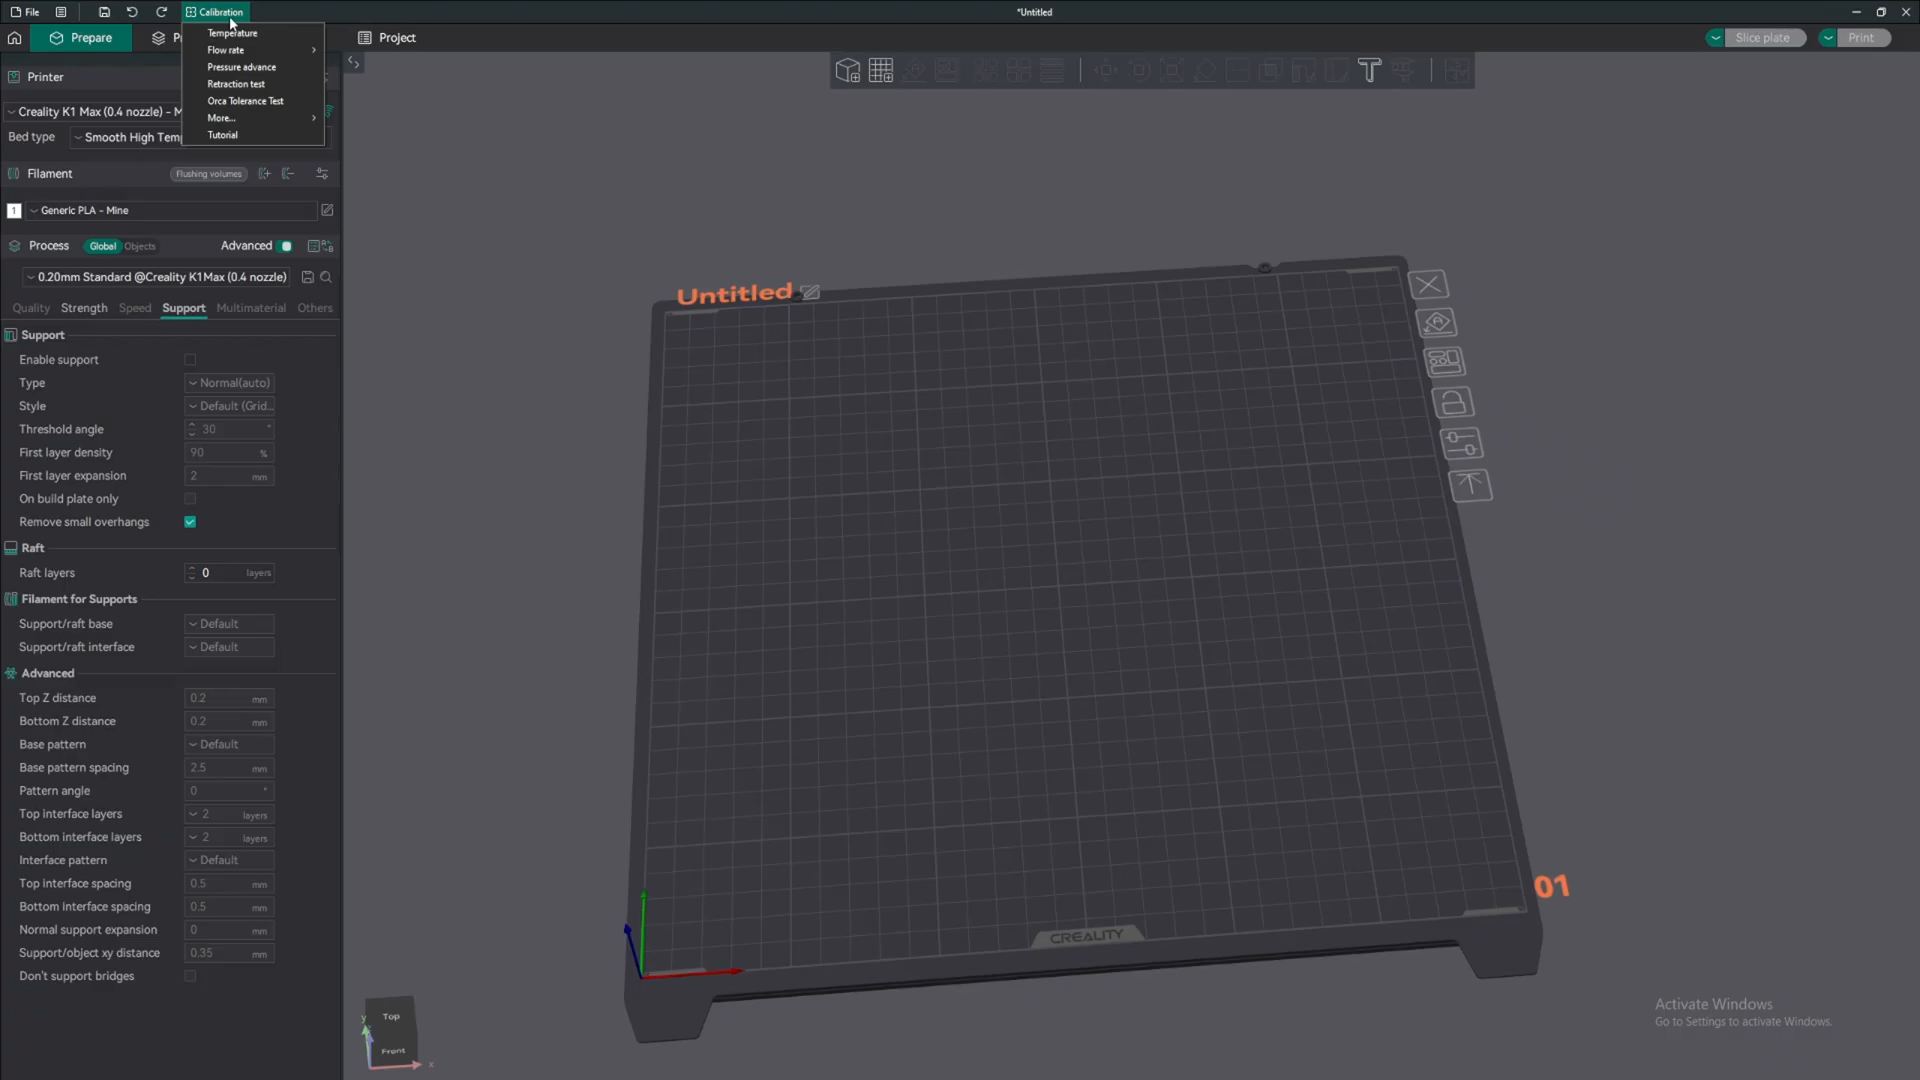 File
Calibration
*Untitled
Temperature
Flow rate
Pressure advance
Retraction test
Orca Tolerance Test
More...
Tutorial
Prepare
Project
Slice plate
Print
Printer
Creality K1 Max (0.4 nozzle) - M
Bed type
Smooth High Tem
Filament
Flushing volumes
1
Generic PLA - Mine
Process
Global
Objects
Advanced
0.20mm Standard @Creality K1Max (0.4 nozzle)
Quality
Strength
Speed
Support
Multimaterial
Others
Support
Enable support
Type
Normal(auto)
Style
Default (Grid...
Threshold angle
30 °
First layer density
90 %
First layer expansion
2 mm
On build plate only
Remove small overhangs
Raft
Raft layers
0 layers
Filament for Supports
Support/raft base
Default
Support/raft interface
Default
Advanced
Top Z distance
0.2 mm
Bottom Z distance
0.2 mm
Base pattern
Default
Base pattern spacing
2.5 mm
Pattern angle
0 °
Top interface layers
2 layers
Bottom interface layers
2 layers
Interface pattern
Default
Top interface spacing
0.5 mm
Bottom interface spacing
0.5 mm
Normal support expansion
0 mm
Support/object xy distance
0.35 mm
Don't support bridges
Untitled
01
CREALITY
Top
Front
y
x
Activate Windows
Go to Settings to activate Windows.